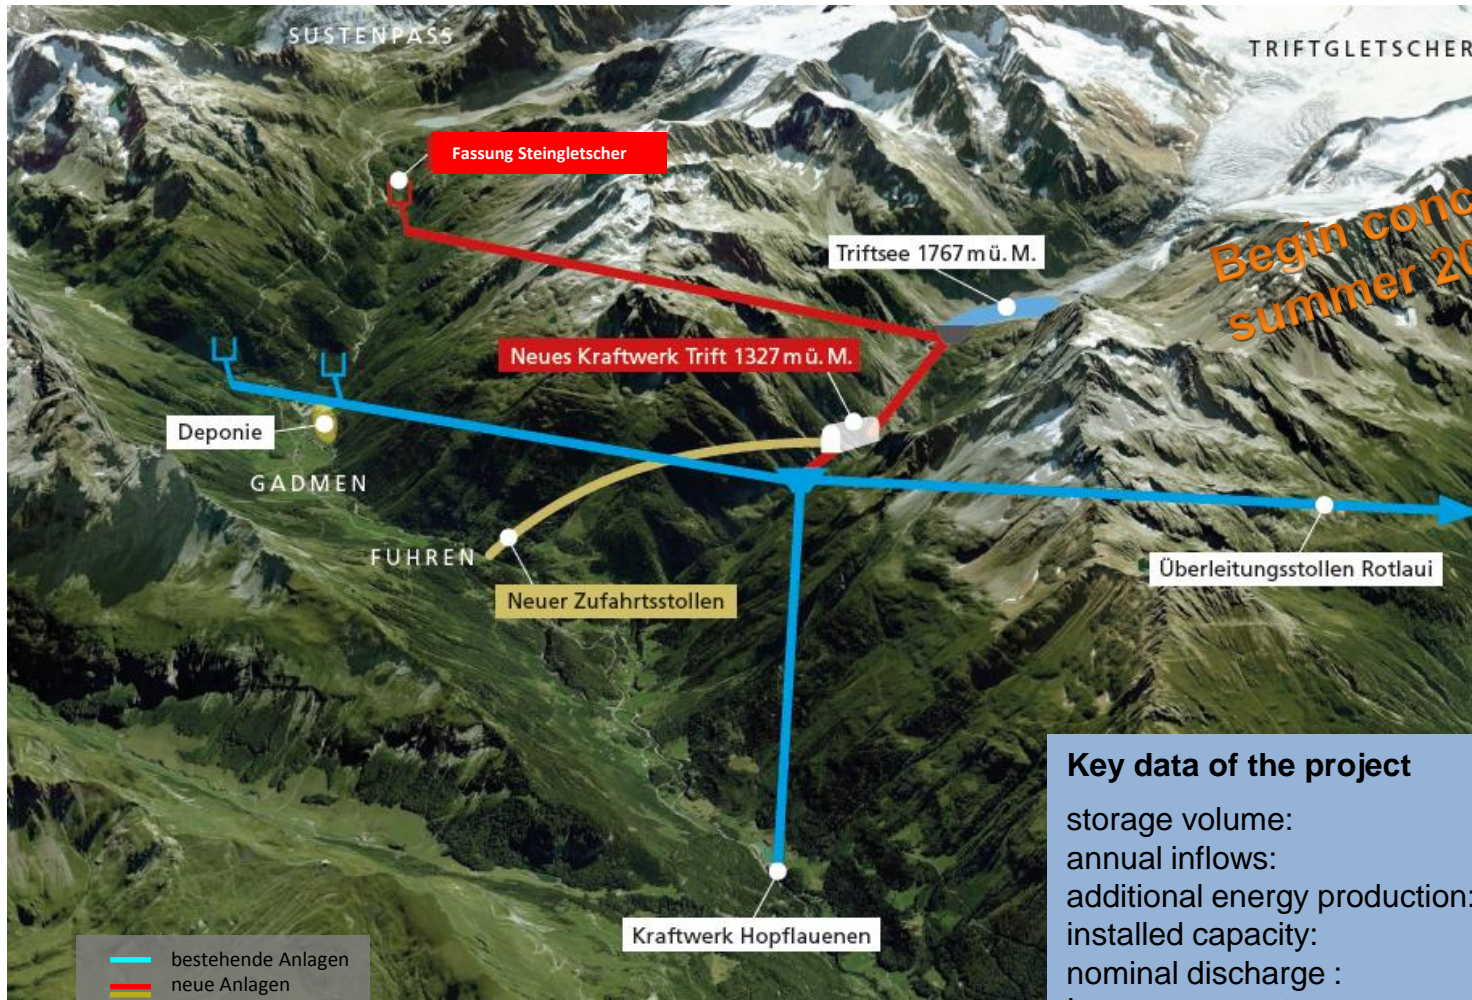 SUSTENPASS
TRIFTGLETSCHER
Fassung Steingletscher
Triftsee 1767 m ü. M.
Begin
summer
Neues Kraftwerk Trift 1327 m ü. M.
Deponie
GADMEN
FUHREN
Neuer Zufahrtsstollen
Überleitungsstollen Rotlaui
Kraftwerk Hopflauenen
bestehende Anlagen
neue Anlagen
Key data of the project
storage volume:
annual inflows:
additional energy production:
installed capacity:
nominal discharge :